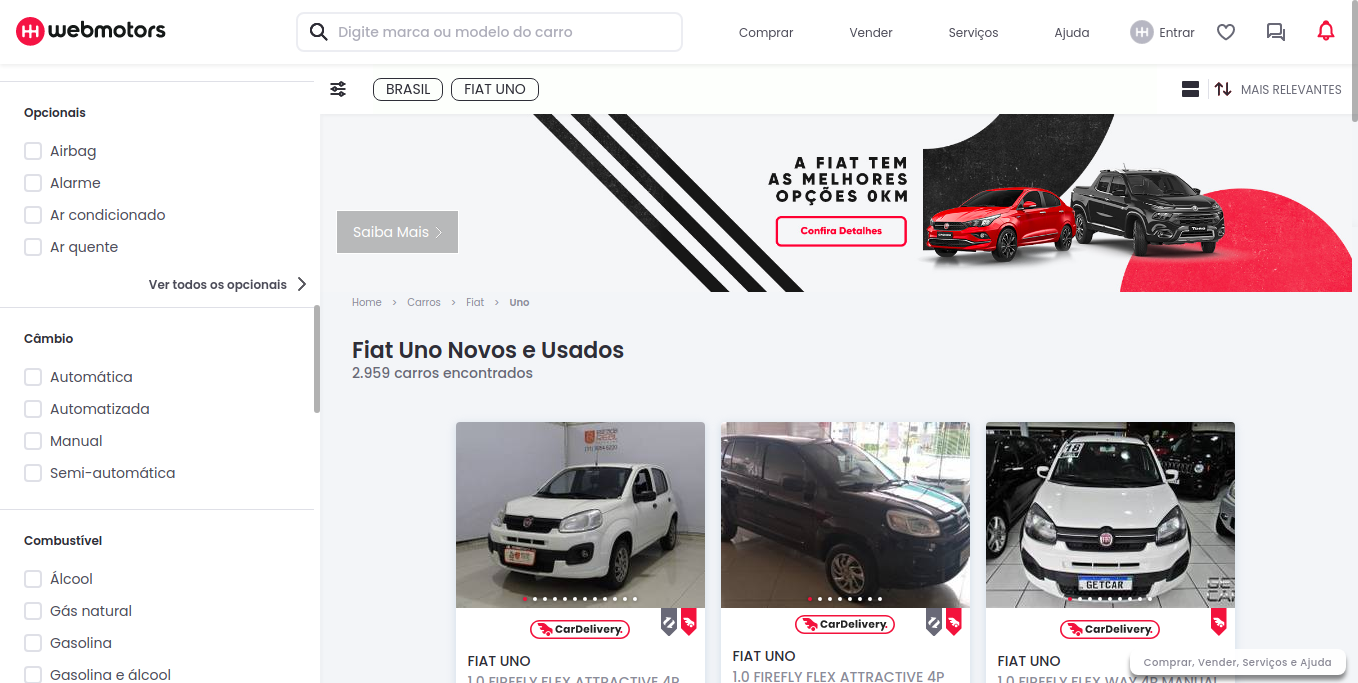 webmotors
Digite marca ou modelo do carro
Comprar
Vender
Serviços
Ajuda
Entrar
BRASIL
FIAT UNO
MAIS RELEVANTES
Opcionais
Airbag
Alarme
Ar condicionado
Ar quente
Ver todos os opcionais
Câmbio
Automática
Automatizada
Manual
Semi-automática
Combustível
Álcool
Gás natural
Gasolina
Gasolina e álcool
A FIAT TEM
AS MELHORES
OPÇÕES 0KM
Confira Detalhes
Saiba Mais >
Home > Carros > Fiat > Uno
Fiat Uno Novos e Usados
2.959 carros encontrados
GETCAR
CarDelivery.
FIAT UNO
1.0 FIREFLY FLEX ATTRACTIVE 4P
CarDelivery.
FIAT UNO
1.0 FIREFLY FLEX ATTRACTIVE 4P
CarDelivery.
FIAT UNO
1.0 FIREFLY FLEX WAY 4P MANUAL
Comprar, Vender, Serviços e Ajuda